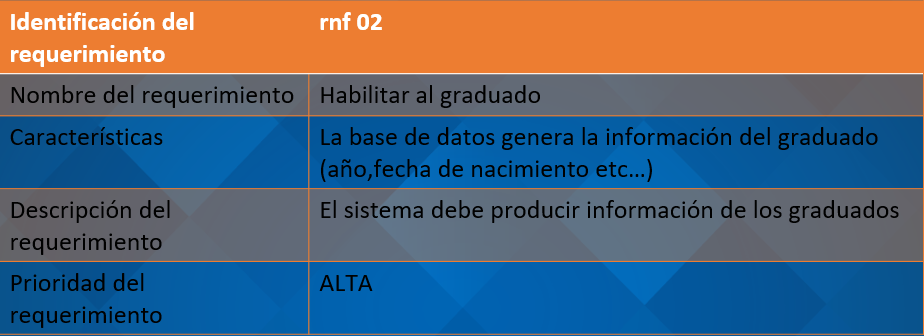 Identificación del
requerimiento
rnf 02
Nombre del requerimiento
Habilitar al graduado
Características
La base de datos genera la información del graduado
(año,fecha de nacimiento etc...)
Descripción del
requerimiento
El sistema debe producir información de los graduados
Prioridad del
requerimiento
ALTA